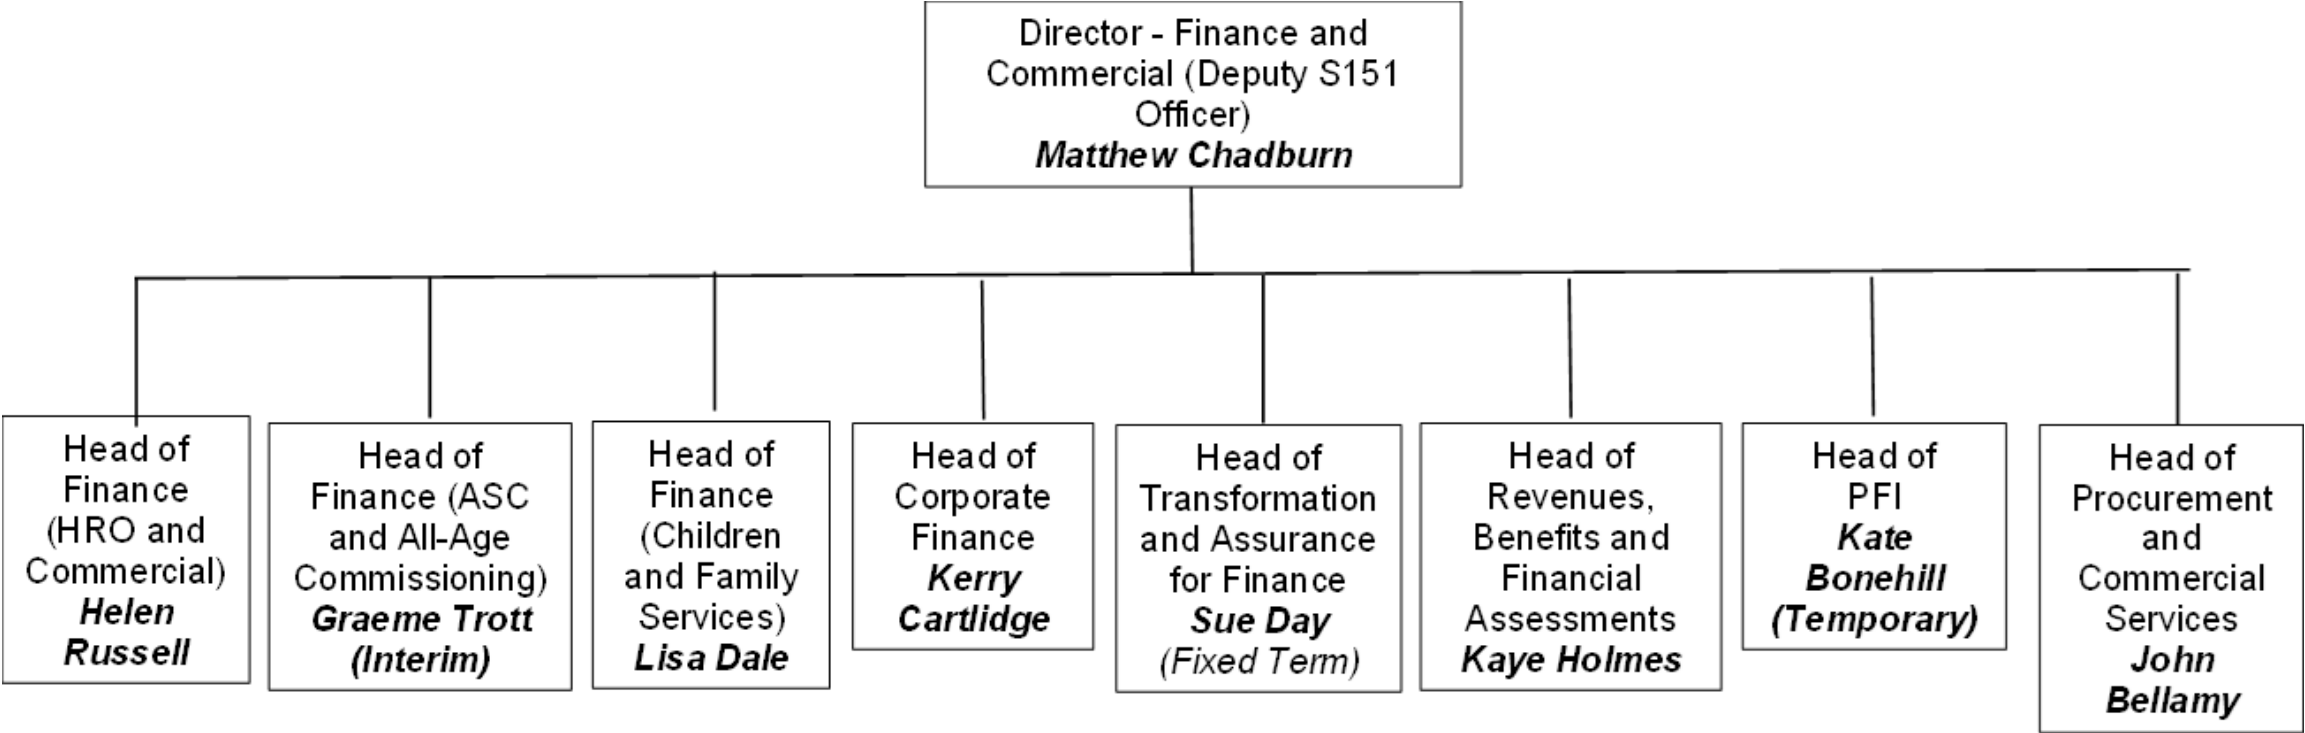 Director - Finance and
Commercial (Deputy S151
Officer)
Matthew Chadburn
Head of
Finance
(HRO and
Commercial)
Helen
Russell
Head of
Finance (ASC
and All-Age
Commissioning)
Graeme Trott
(Interim)
Head of
Finance
(Children
and Family
Services)
Lisa Dale
Head of
Corporate
Finance
Kerry
Cartlidge
Head of
Transformation
and Assurance
for Finance
Sue Day
(Fixed Term)
Head of
Revenues,
Benefits and
Financial
Assessments
Kaye Holmes
Head of
PFI
Kate
Bonehill
(Temporary)
Head of
Procurement
and
Commercial
Services
John
Bellamy